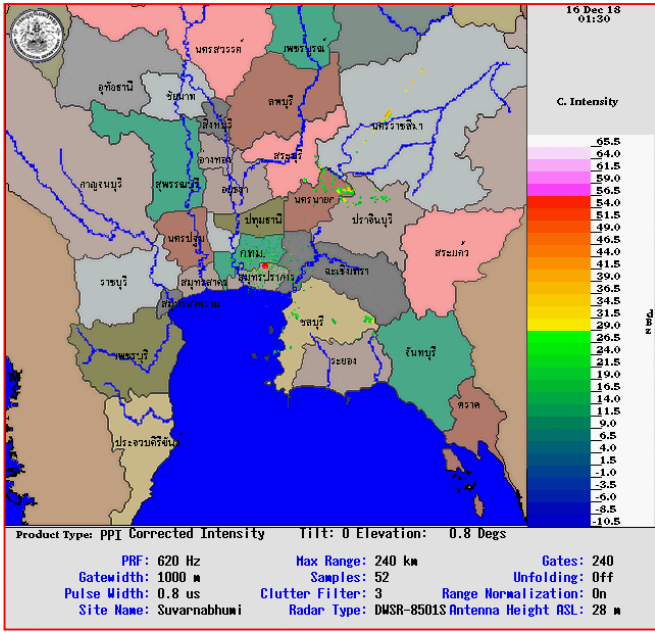 16 Dec 18
01:30
C. Intensity
นครสวรรค์
เพชรบูรณ์
อุทัยธานี
ชัยนาท
ลพบุรี
สิงหบุรี
นครราชสีมา
อ่างทอง
สระบุรี
กาญจนบุรี
สุพรรณบุรี
อยุธยา
นครนายก
ปราจีนบุรี
ปทุมธานี
นครปฐม
กทม.
สระแก้ว
ฉะเชิงเทรา
ราชบุรี
สมุทรสาคร
สมุทรปราการ
ชลบุรี
เพชรบุรี
ระยอง
จันทบุรี
ตราด
ประจวบคีรีขันธ์
65.5
64.0
61.5
59.0
56.5
54.0
51.5
49.0
46.5
44.0
41.5
39.0
36.5
34.0
31.5
29.0
26.5
24.0
21.5
19.0
16.5
14.0
11.5
9.0
6.5
4.0
1.5
-1.0
-3.5
-6.0
-8.5
-10.5
Product Type: PPI Corrected Intensity Tilt: 0 Elevation: 0.8 Degs
PRF: 620 Hz Max Range: 240 km Gates: 240
Gatewidth: 1000 m Samples: 52 Unfolding: Off
Pulse Width: 0.8 us Clutter Filter: 3 Range Normalization: On
Site Name: Suvarnabhumi Radar Type: DWSR-8501S Antenna Height ASL: 28 m